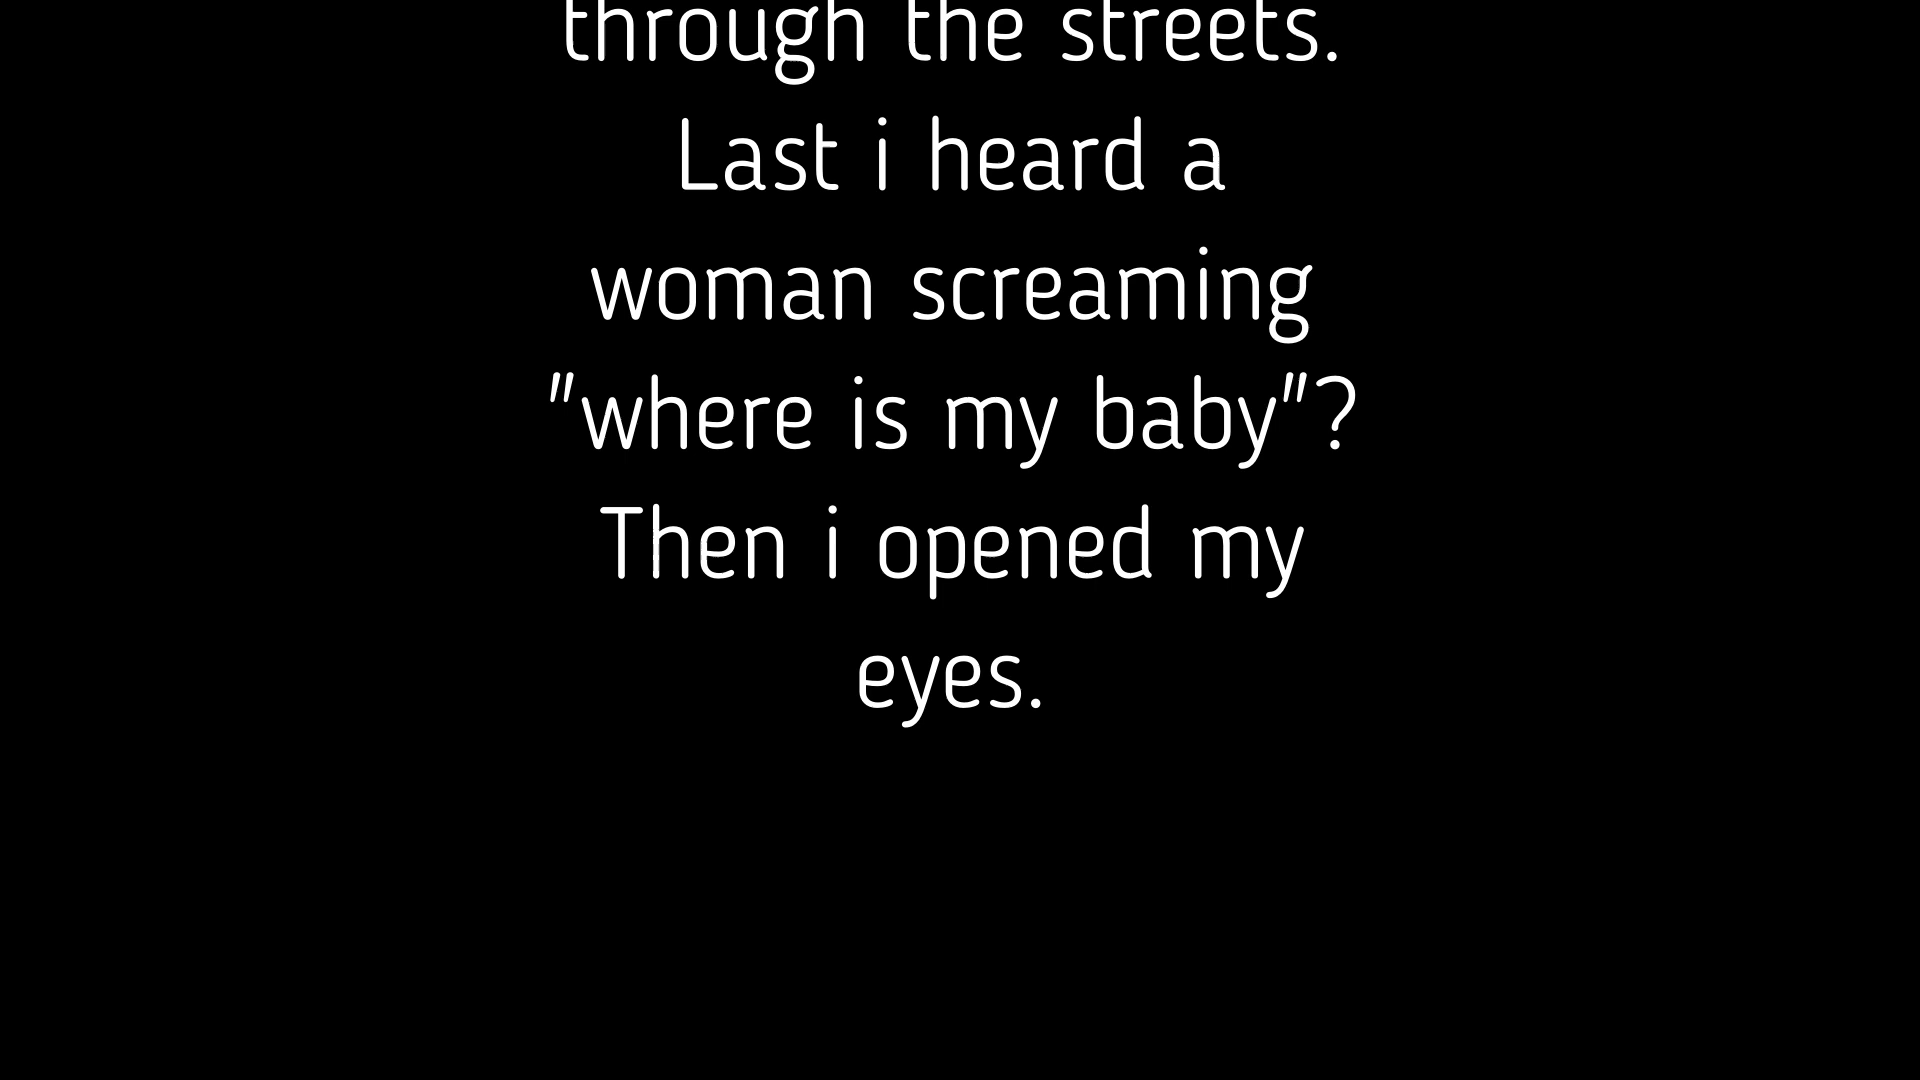 through the streets.
Last i heard a
woman screaming
"where is my baby"?
Then i opened my
eyes.